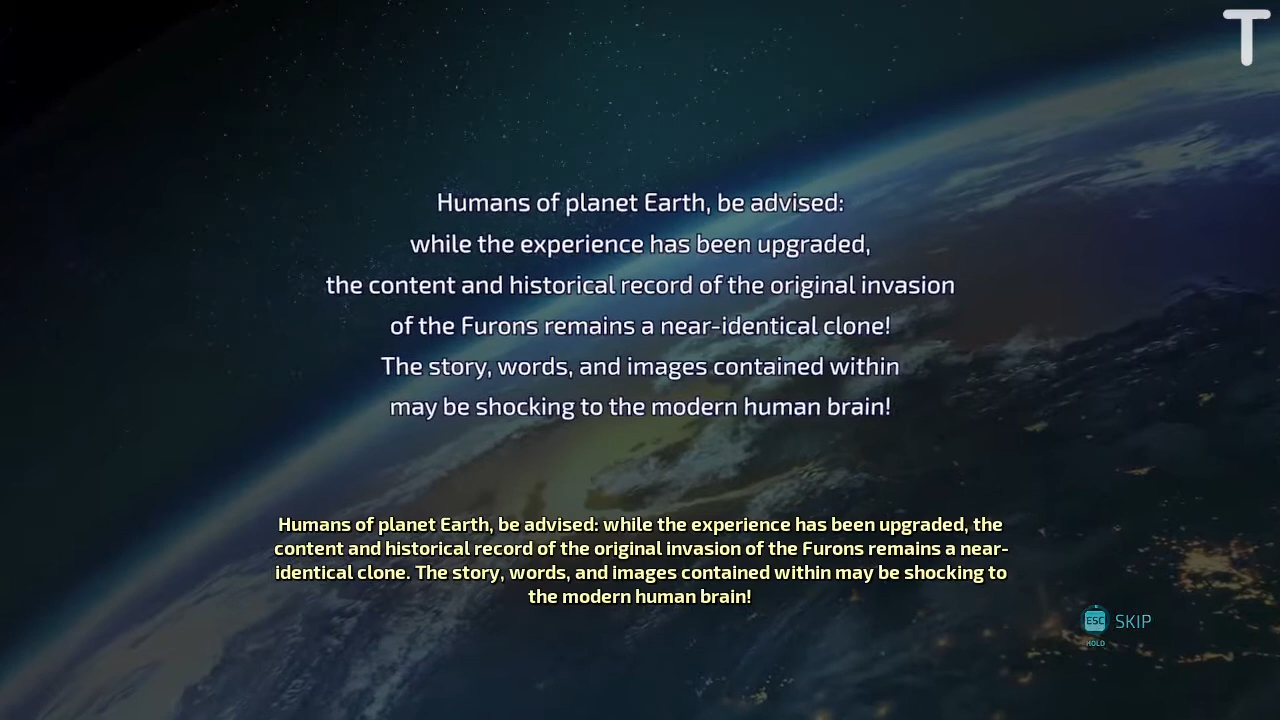 T
Humans of planet Earth, be advised:
while the experience has been upgraded,
the content and historical record of the original invasion
of the Furons remains a near-identical clone!
The story, words, and images contained within
may be shocking to the modern human brain!
Humans of planet Earth, be advised: while the experience has been upgraded, the
content and historical record of the original invasion of the Furons remains a near-
identical clone. The story, words, and images contained within may be shocking to
the modern human brain!
ESC SKIP
HOLD